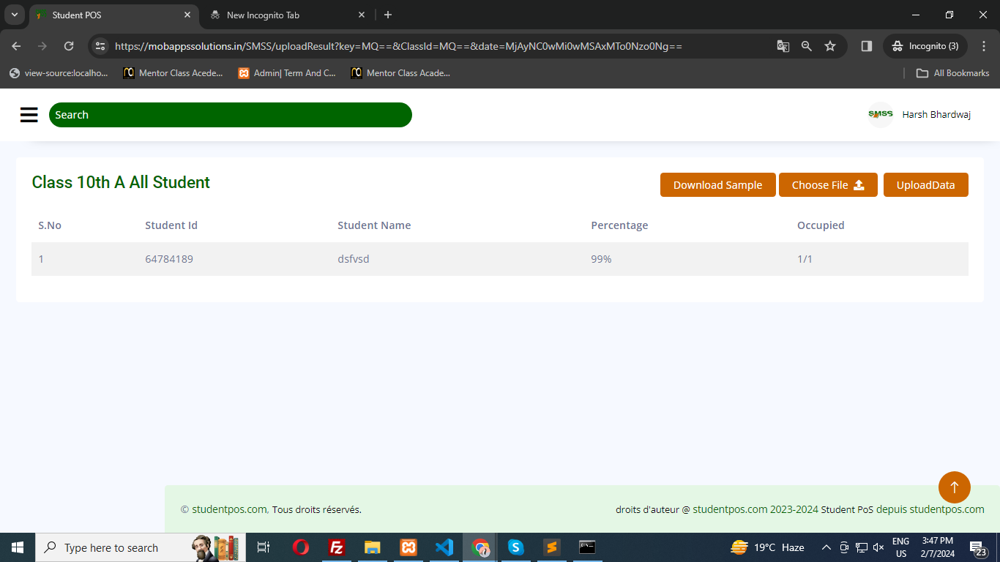 Student POS
New Incognito Tab
https://mobappssolutions.in/SMSS/uploadResult?key=MQ==&ClassId=MQ==&date=MjAyNC0wMi0wMSAxMTo0Nzo0Ng==
Incognito (3)
view-source:localho...
Mentor Class Acede...
Admin| Term And C...
Mentor Class Acade...
All Bookmarks
Search
SMSS
Harsh Bhardwaj
Class 10th A All Student
Download Sample
Choose File
UploadData
S.No Student Id Student Name Percentage Occupied
1 64784189 dsfvsd 99% 1/1
© studentpos.com, Tous droits réservés.
droits d'auteur @ studentpos.com 2023-2024 Student PoS depuis studentpos.com
Type here to search
19°C Haze
ENG
US
3:47 PM
2/7/2024
23